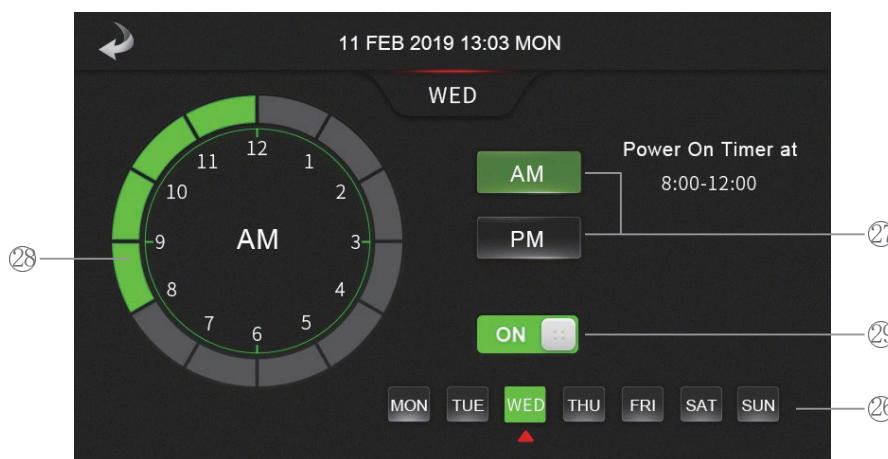 11 FEB 2019 13:03 MON
WED
12
1
2
3
4
5
6
7
8
9
10
11
AM
AM
PM
Power On Timer at
8:00-12:00
ON
MON TUE WED THU FRI SAT SUN
28
27
29
26